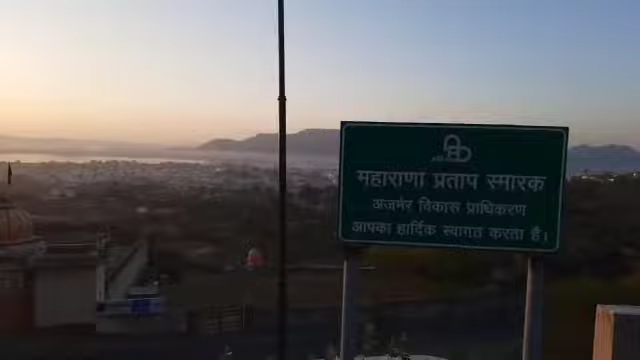 महाराणा प्रताप स्मारक
अजमेर विकास प्राधिकरण
आपका हार्दिक स्वागत करता है।